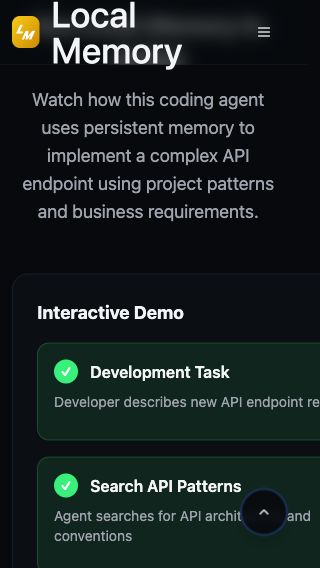 LM
Local
Memory
Watch how this coding agent
uses persistent memory to
implement a complex API
endpoint using project patterns
and business requirements.
Interactive Demo
Development Task
Developer describes new API endpoint re
Search API Patterns
Agent searches for API archit and
conventions